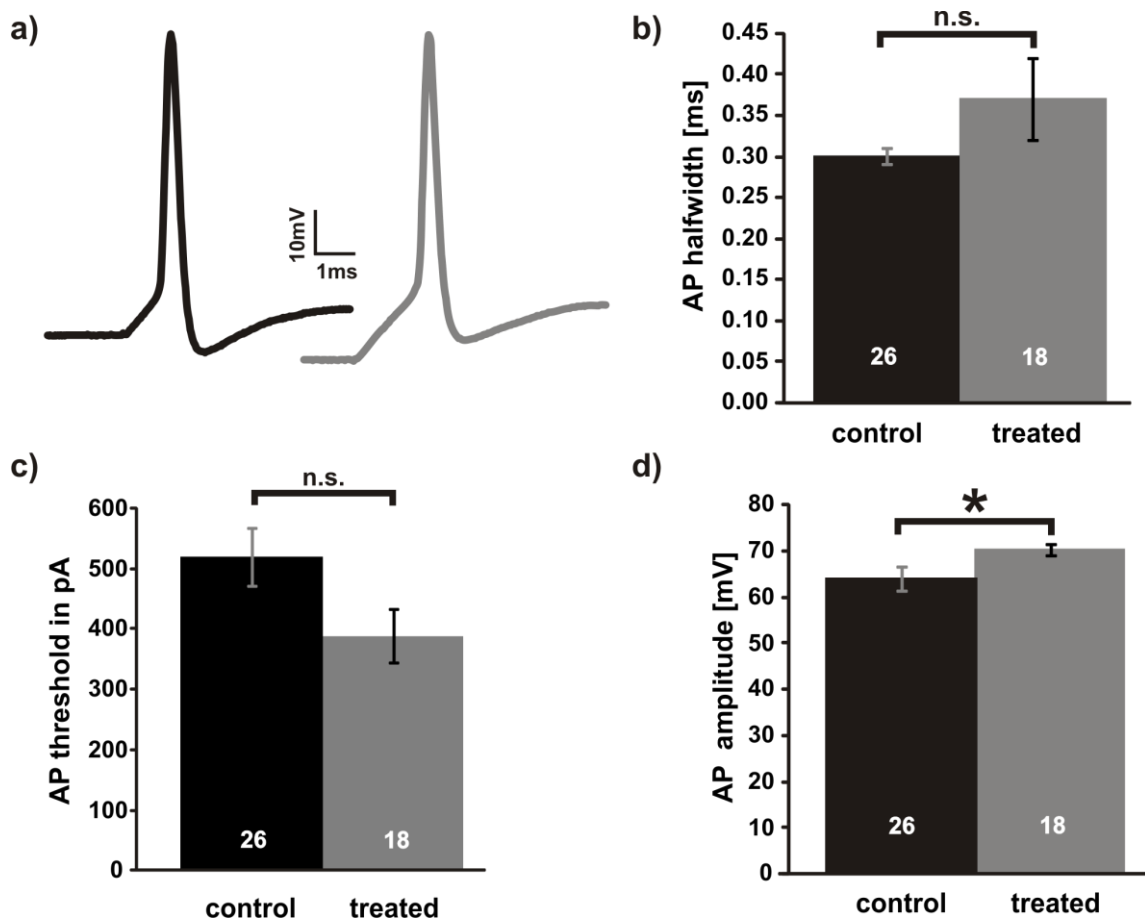 a)
10mV
1ms
b)
n.s.
AP halfwidth [ms]
0.45
0.40
0.35
0.30
0.25
0.20
0.15
0.10
0.05
0.00
26
18
control
treated
c)
n.s.
AP threshold in pA
600
500
400
300
200
100
0
26
18
control
treated
d)
*
AP amplitude [mV]
80
70
60
50
40
30
20
10
0
26
18
control
treated